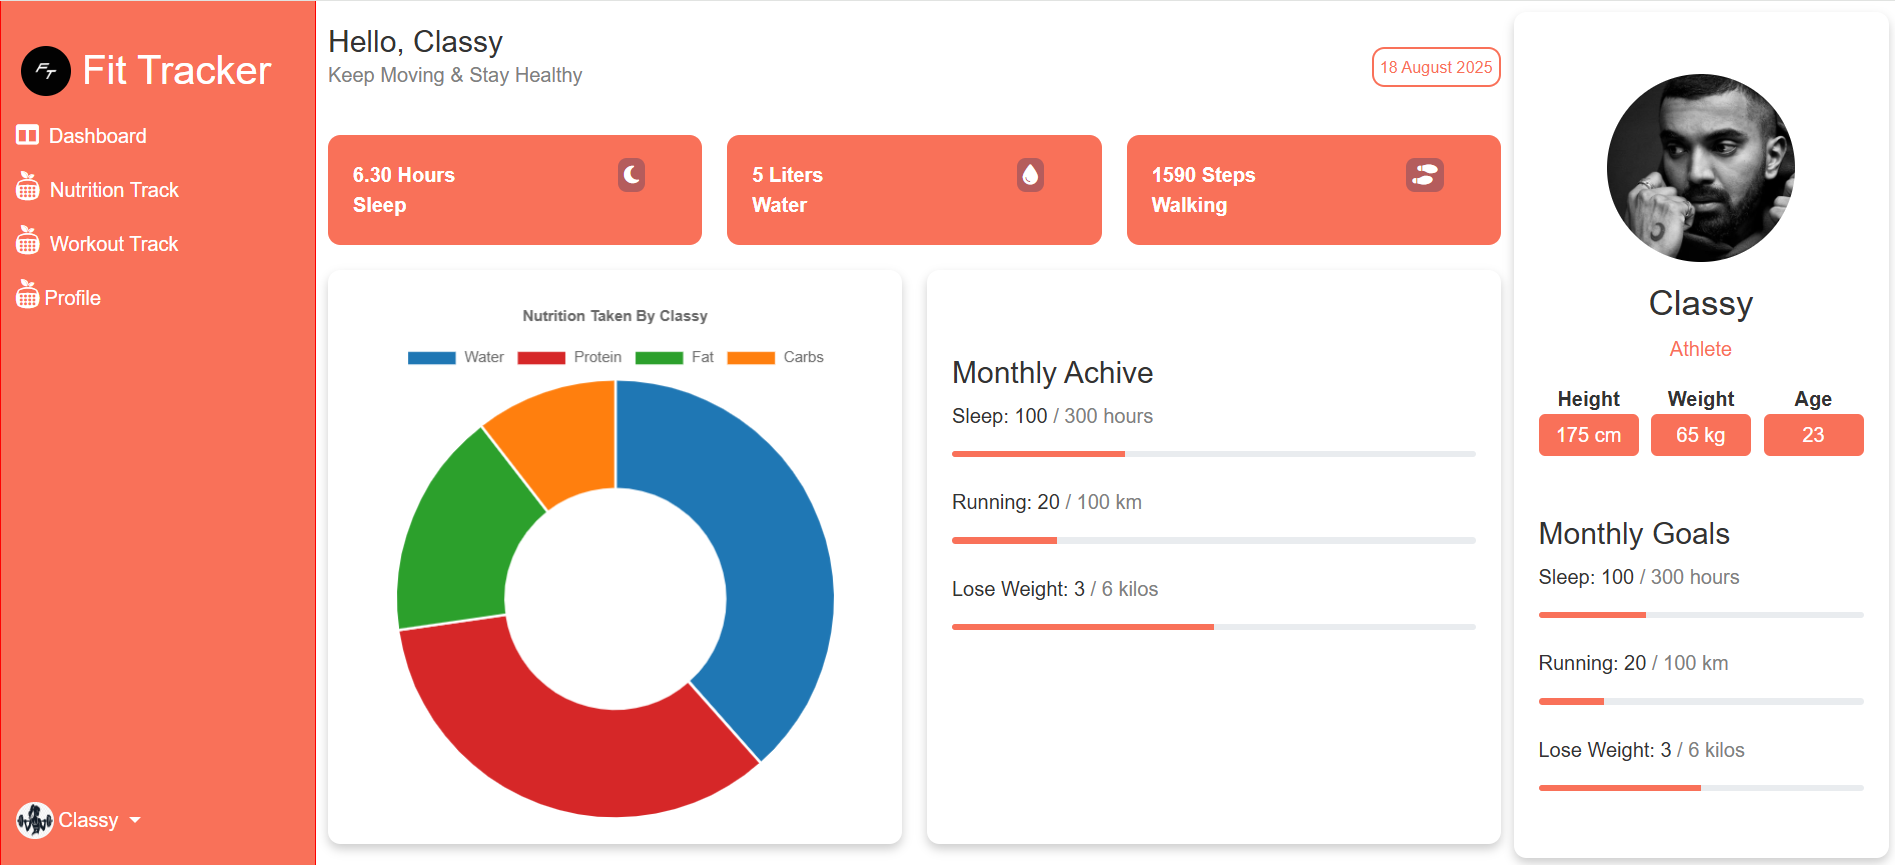 FT Fit Tracker
Dashboard
Nutrition Track
Workout Track
Profile
Classy
Hello, Classy
Keep Moving & Stay Healthy
18 August 2025
6.30 Hours
Sleep
5 Liters
Water
1590 Steps
Walking
Nutrition Taken By Classy
Water Protein Fat Carbs
Monthly Achive
Sleep: 100 / 300 hours
Running: 20 / 100 km
Lose Weight: 3 / 6 kilos
Classy
Athlete
Height Weight Age
175 cm 65 kg 23
Monthly Goals
Sleep: 100 / 300 hours
Running: 20 / 100 km
Lose Weight: 3 / 6 kilos